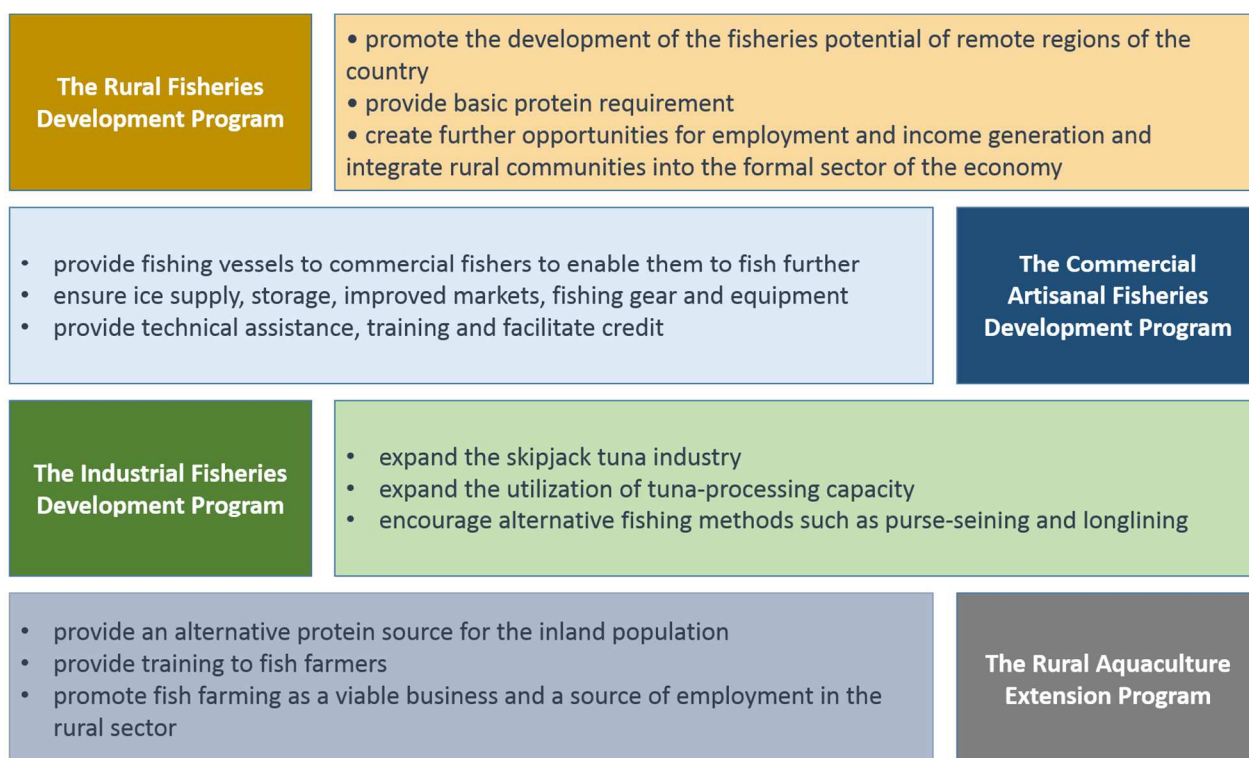 The Rural Fisheries
Development Program
• promote the development of the fisheries potential of remote regions of the
country
• provide basic protein requirement
• create further opportunities for employment and income generation and
integrate rural communities into the formal sector of the economy
• provide fishing vessels to commercial fishers to enable them to fish further
• ensure ice supply, storage, improved markets, fishing gear and equipment
• provide technical assistance, training and facilitate credit
The Commercial
Artisanal Fisheries
Development Program
The Industrial Fisheries
Development Program
• expand the skipjack tuna industry
• expand the utilization of tuna-processing capacity
• encourage alternative fishing methods such as purse-seining and longlining
• provide an alternative protein source for the inland population
• provide training to fish farmers
• promote fish farming as a viable business and a source of employment in the
rural sector
The Rural Aquaculture
Extension Program